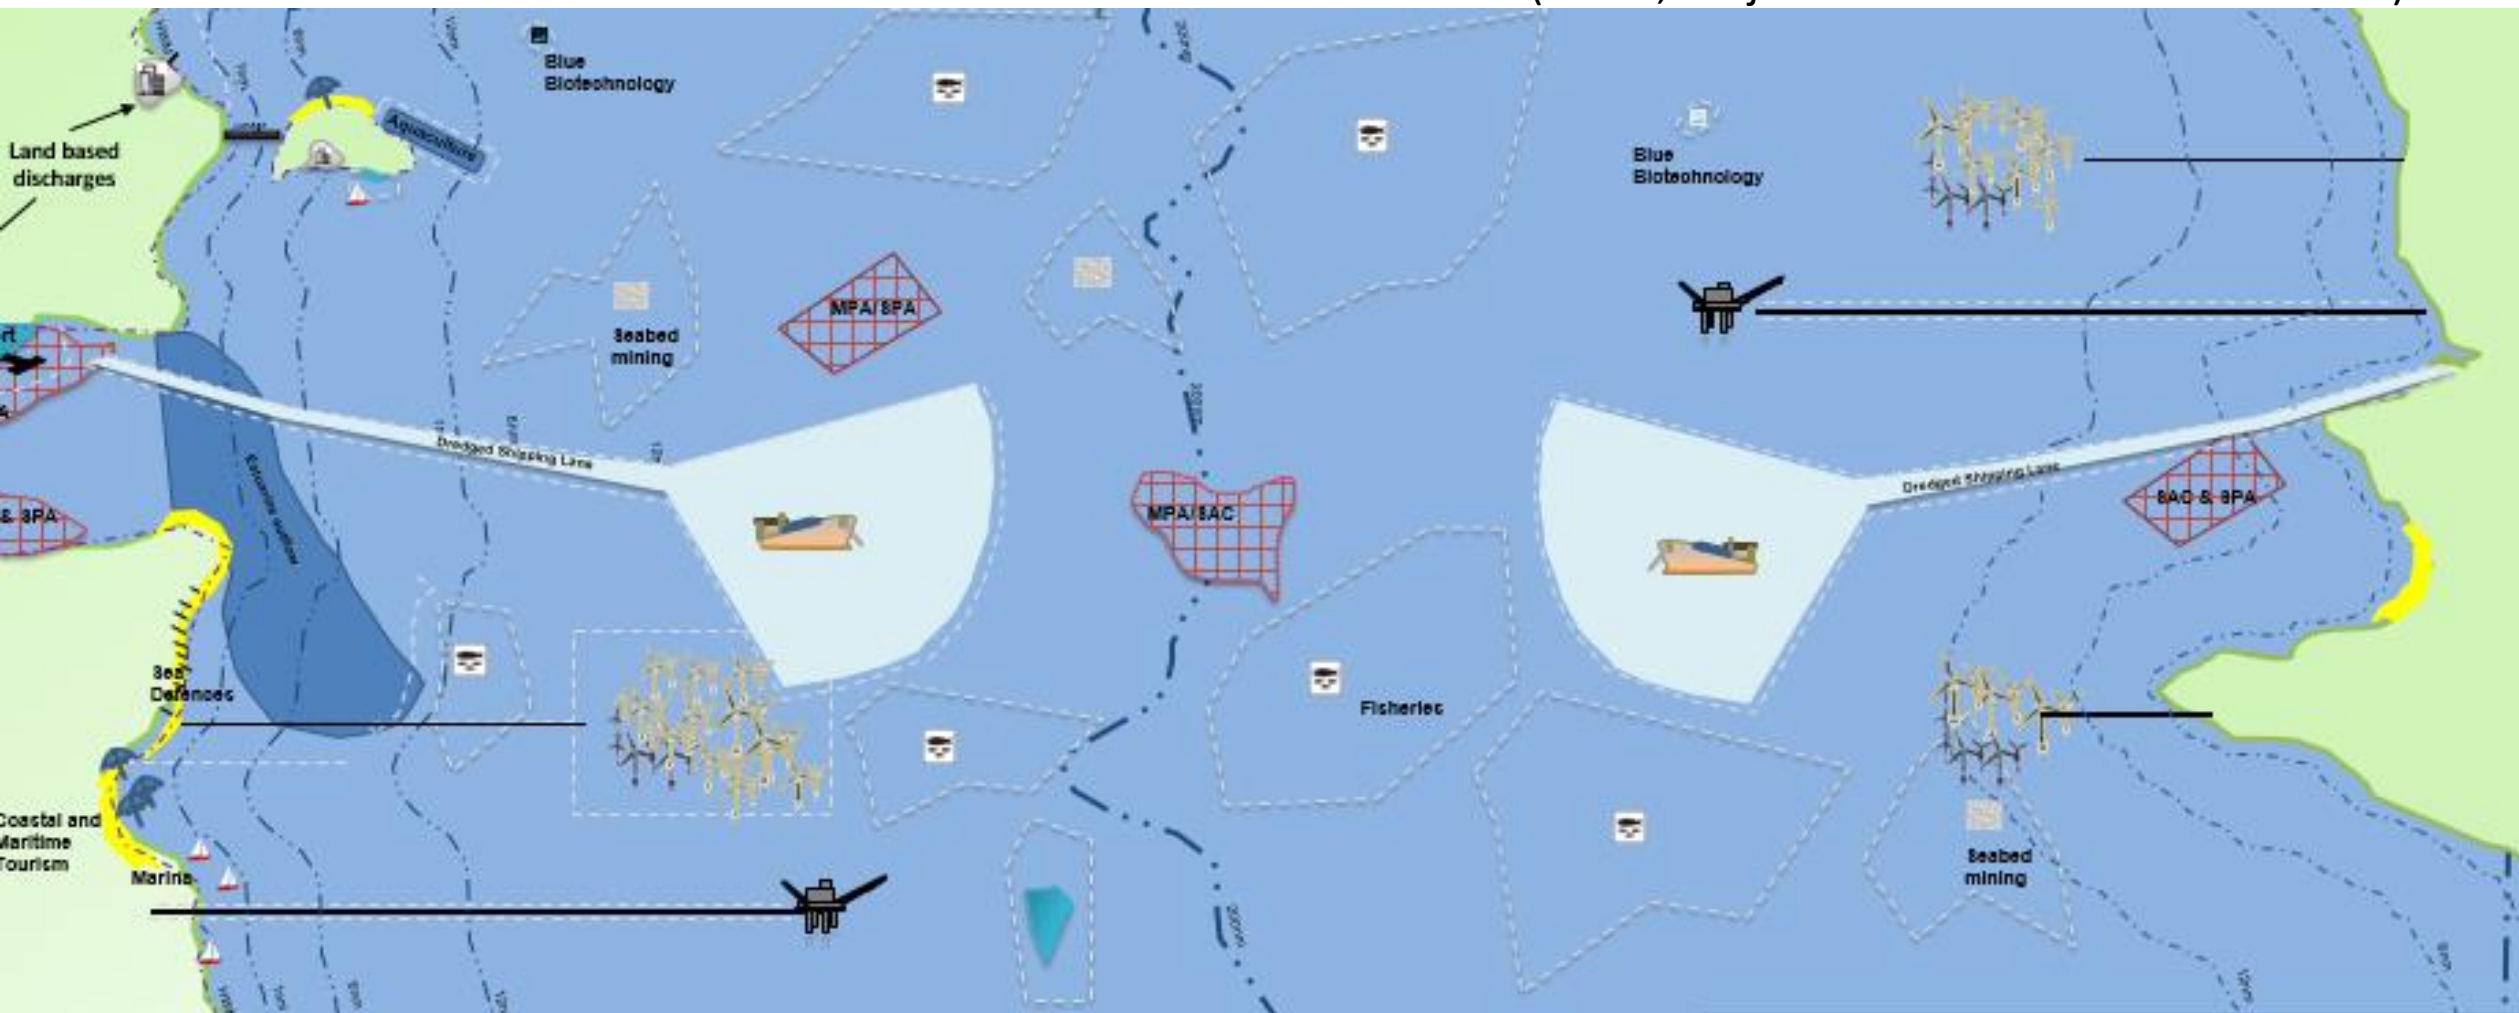 Blue
Biotechnology
Aquaculture
Land based
discharges
Blue
Biotechnology
MPA/SPA
Seabed
mining
Dredged Shipping Lane
MPA/SAC
Dredged Shipping Lane
SAC & SPA
& SPA
Sea
Defences
Fisheries
Coastal and
Maritime
Tourism
Marina
Seabed
mining